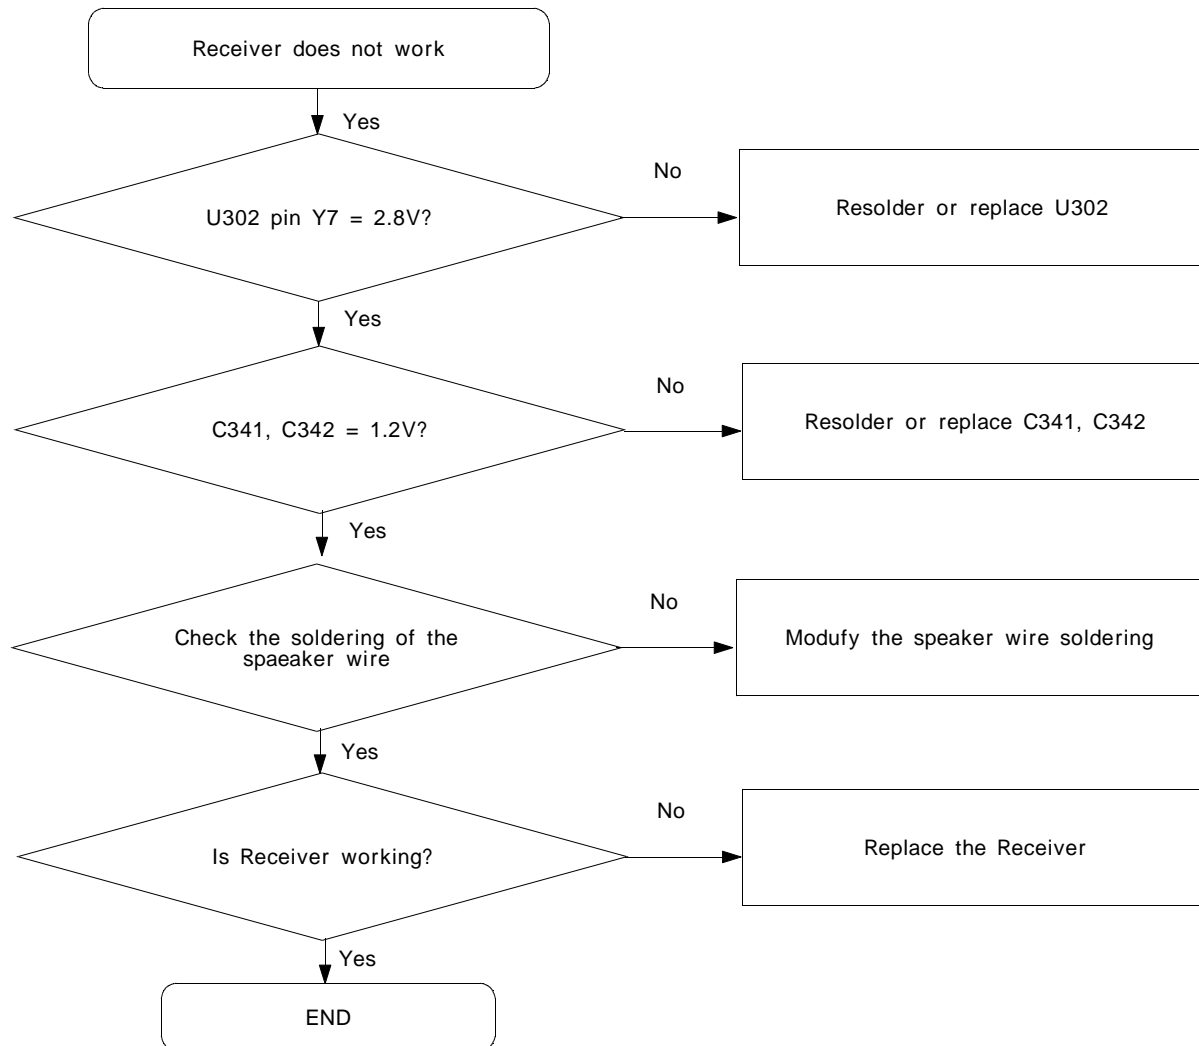 Receiver does not work
Yes
U302 pin Y7 = 2.8V?
No
Resolder or replace U302
Yes
C341, C342 = 1.2V?
No
Resolder or replace C341, C342
Yes
Check the soldering of the
spaeaker wire
No
Modufy the speaker wire soldering
Yes
Is Receiver working?
No
Replace the Receiver
Yes
END